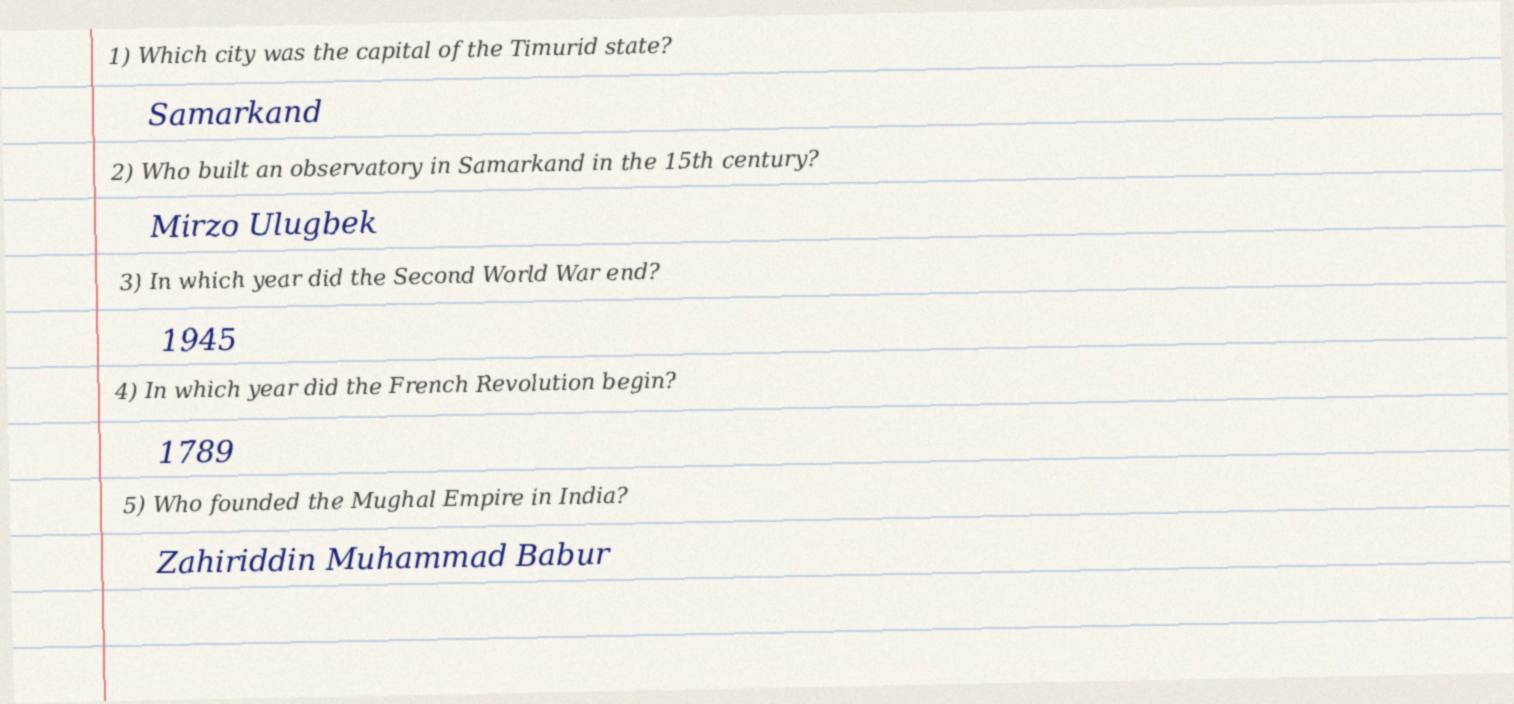 1) Which city was the capital of the Timurid state?
Samarkand
2) Who built an observatory in Samarkand in the 15th century?
Mirzo Ulugbek
3) In which year did the Second World War end?
1945
4) In which year did the French Revolution begin?
1789
5) Who founded the Mughal Empire in India?
Zahiriddin Muhammad Babur